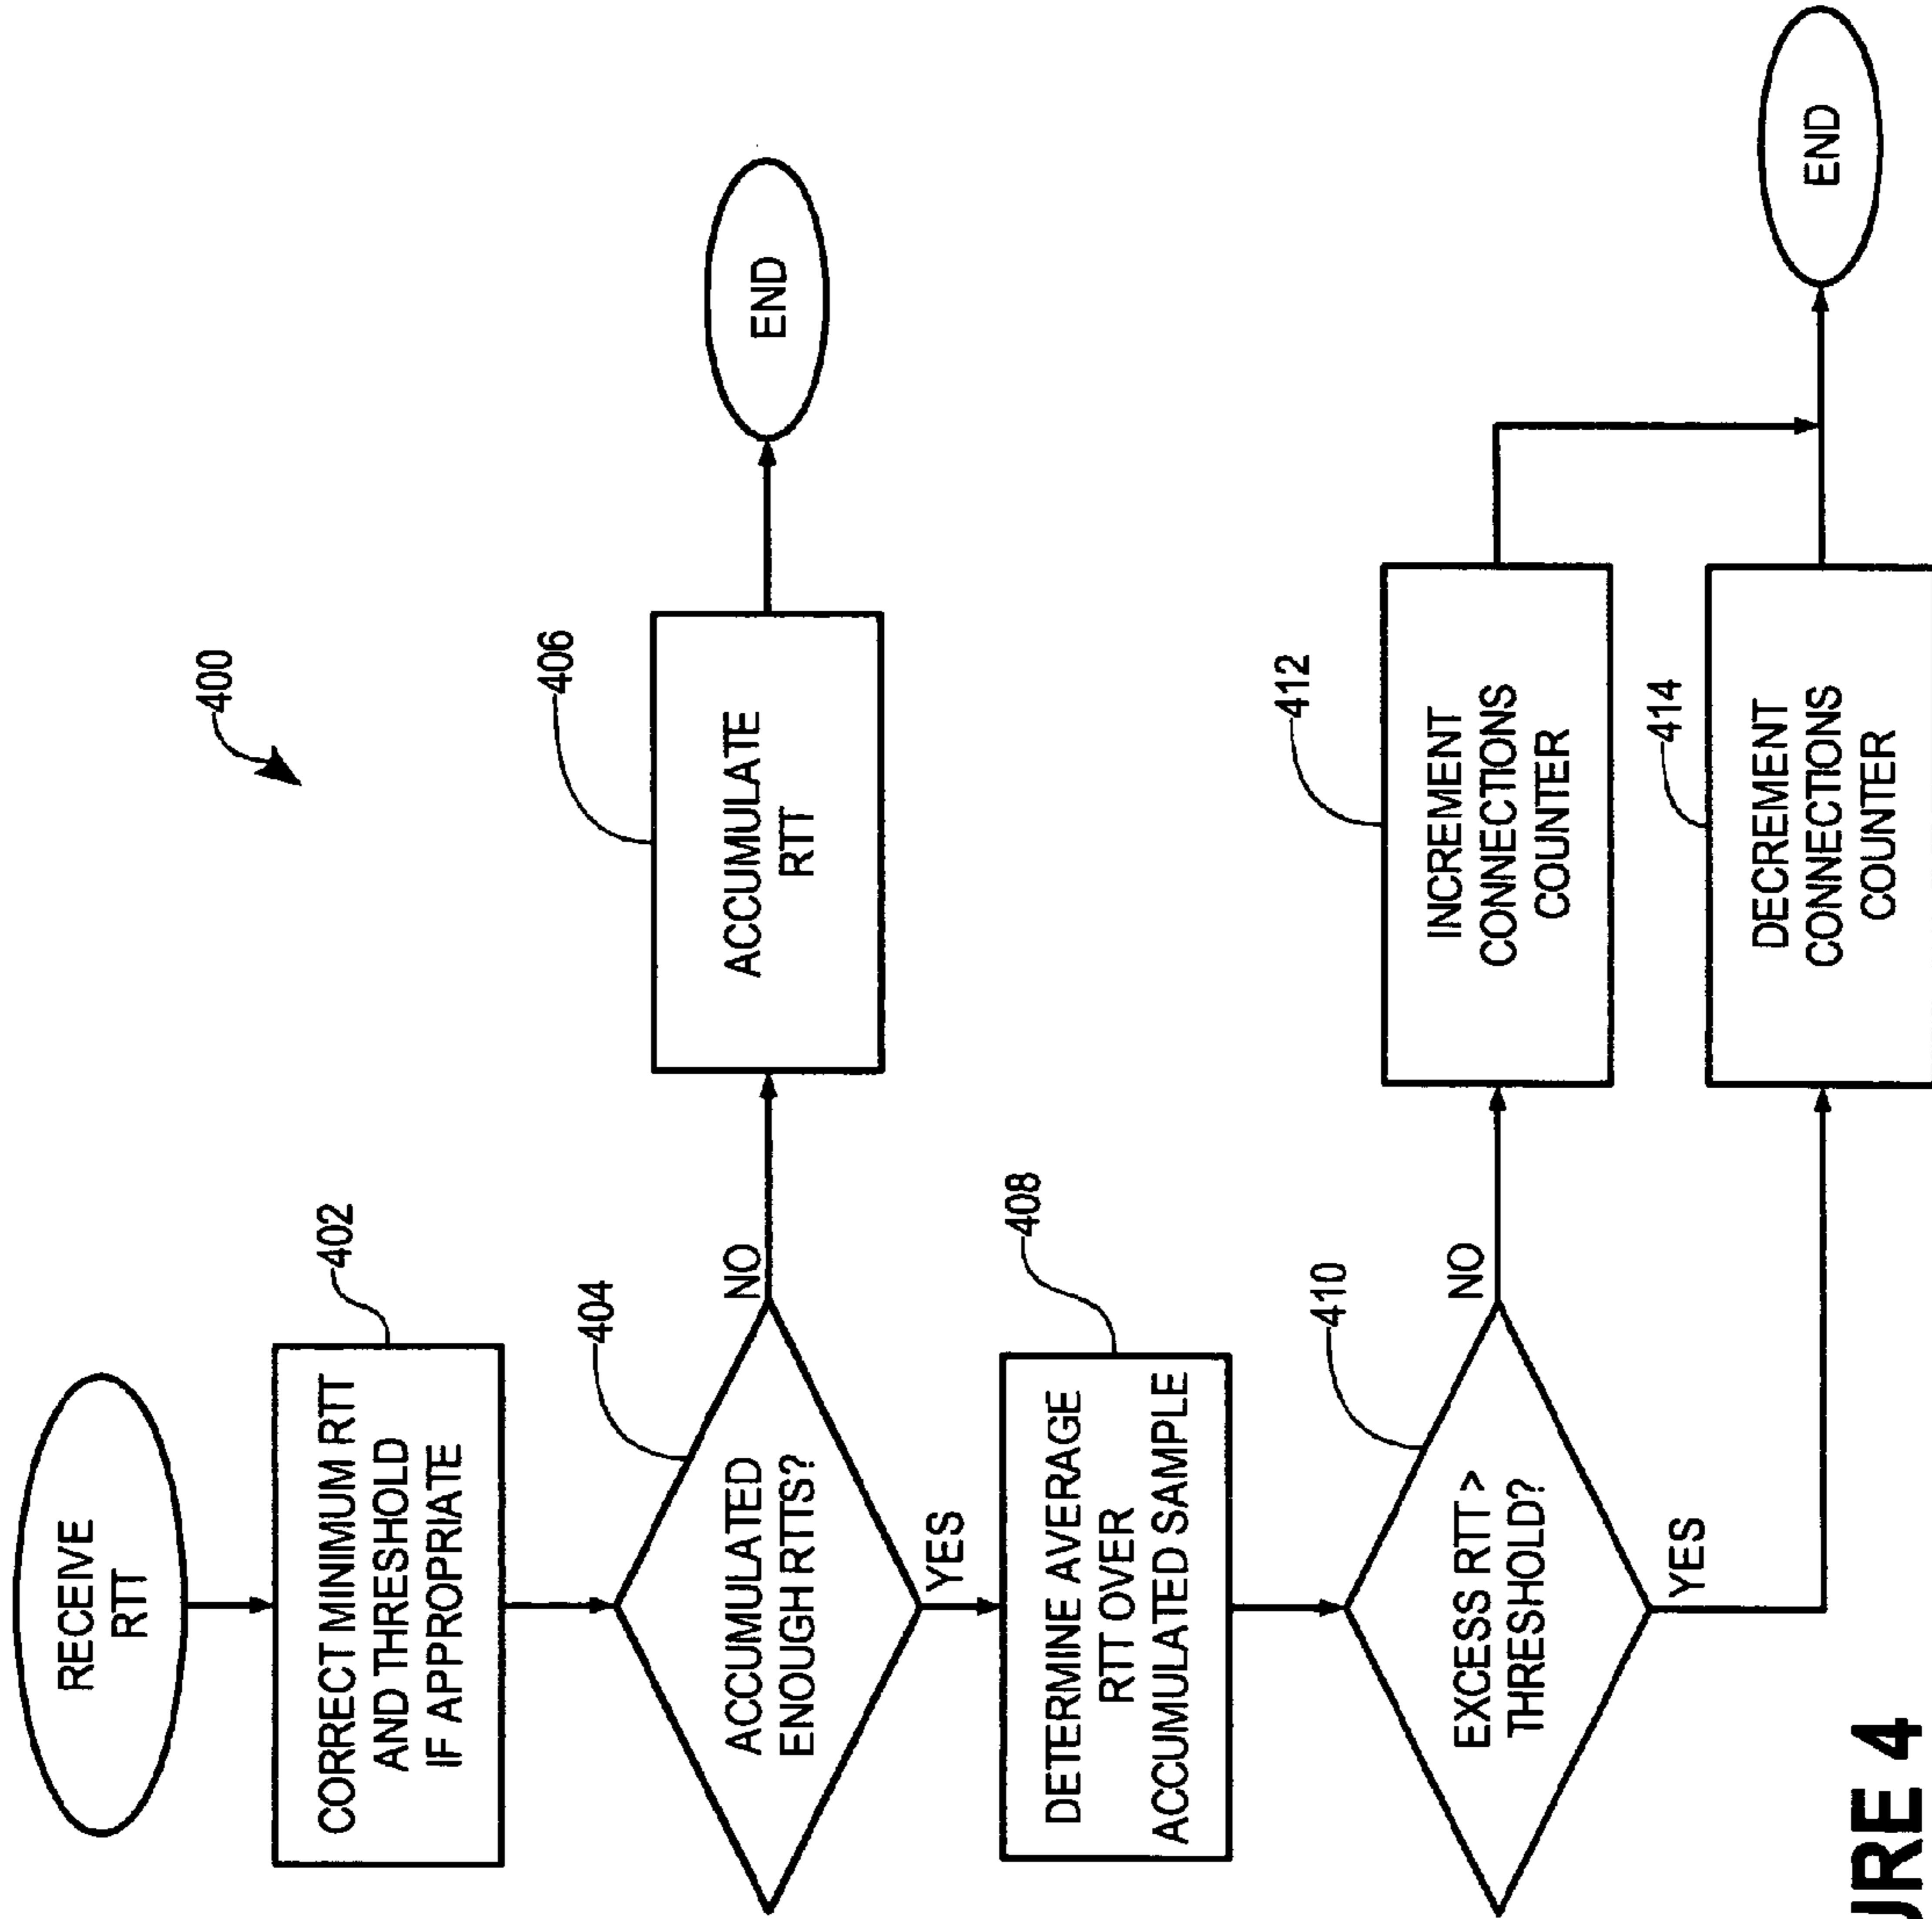 RECEIVE
RTT
400
402
CORRECT MINIMUM RTT
AND THRESHOLD
IF APPROPRIATE
404
ACCUMULATED
ENOUGH RTTS?
NO
406
ACCUMULATE
RTT
END
YES
408
DETERMINE AVERAGE
RTT OVER
ACCUMULATED SAMPLE
410
EXCESS RTT >
THRESHOLD?
NO
412
INCREMENT
CONNECTIONS
COUNTER
YES
414
DECREMENT
CONNECTIONS
COUNTER
END
URE 4